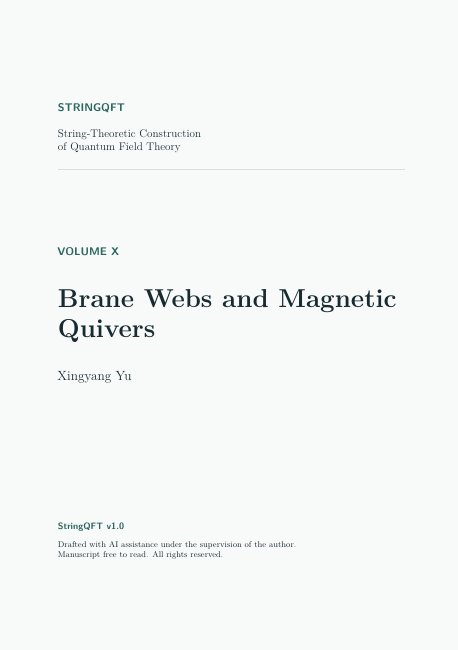 STRINGQFT
String-Theoretic Construction
of Quantum Field Theory
VOLUME X
Brane Webs and Magnetic
Quivers
Xingyang Yu
StringQFT v1.0
Drafted with AI assistance under the supervision of the author.
Manuscript free to read. All rights reserved.